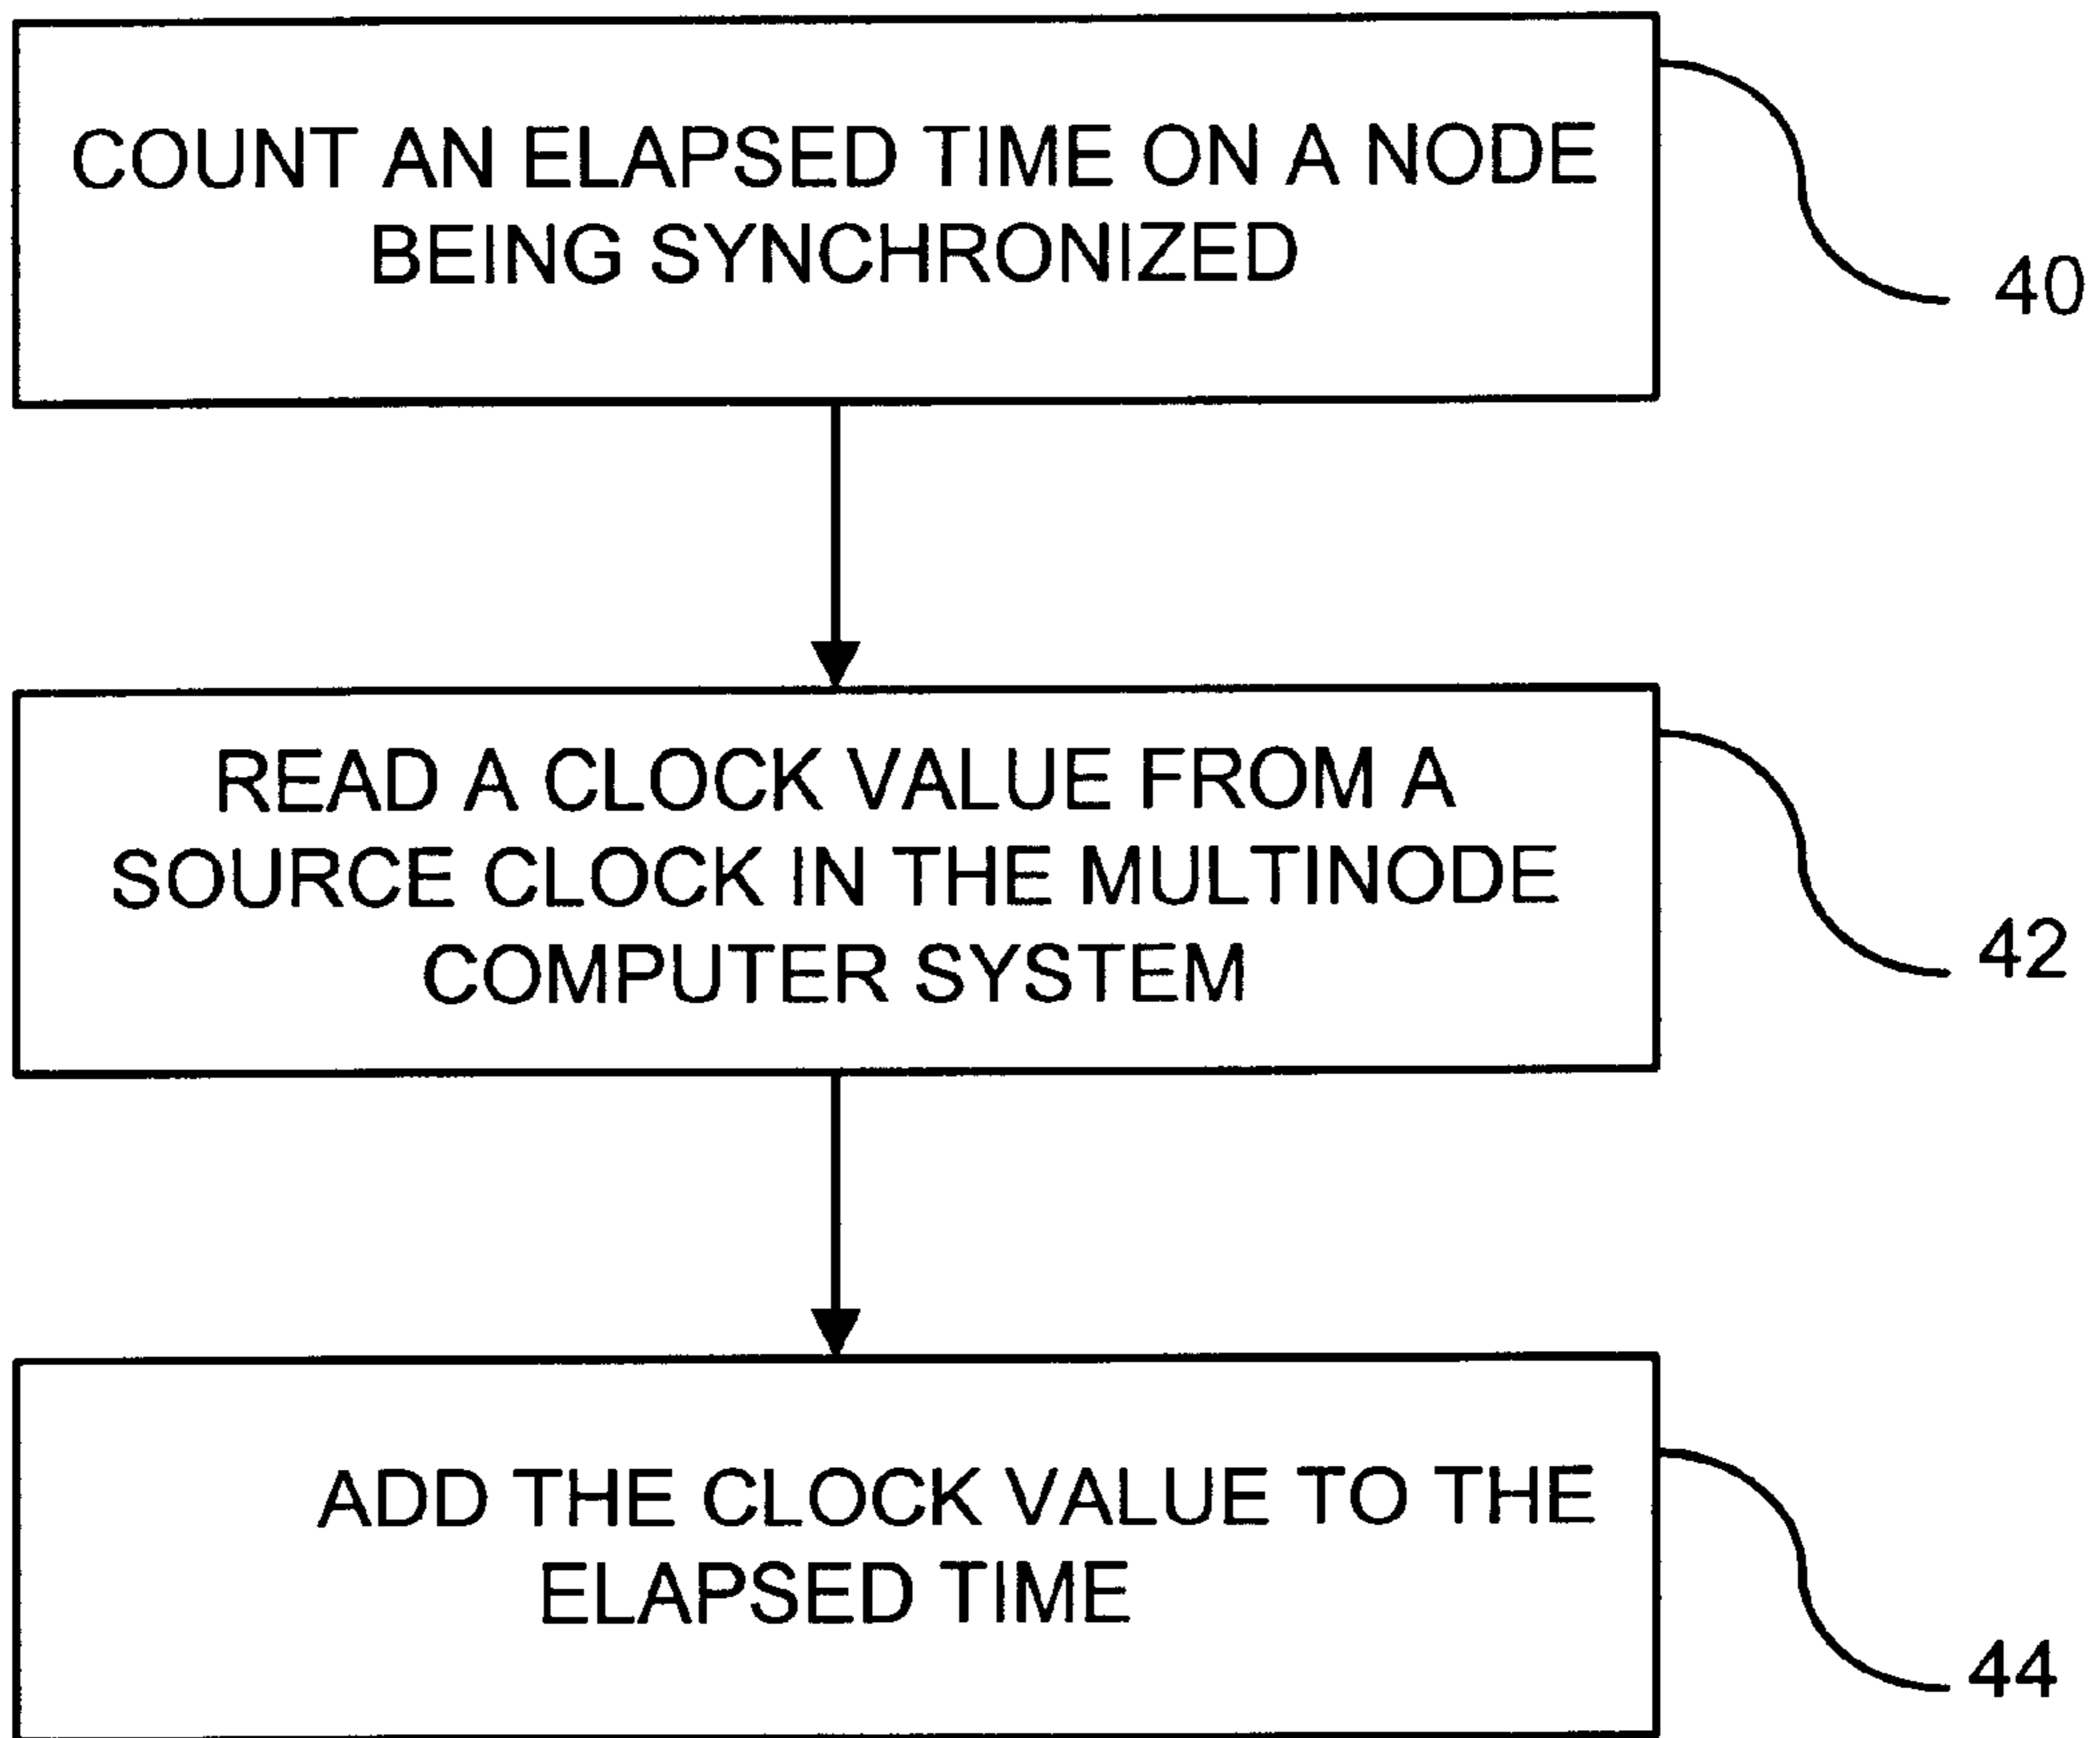 COUNT AN ELAPSED TIME ON A NODE
BEING SYNCHRONIZED
40
READ A CLOCK VALUE FROM A
SOURCE CLOCK IN THE MULTINODE
COMPUTER SYSTEM
42
ADD THE CLOCK VALUE TO THE
ELAPSED TIME
44